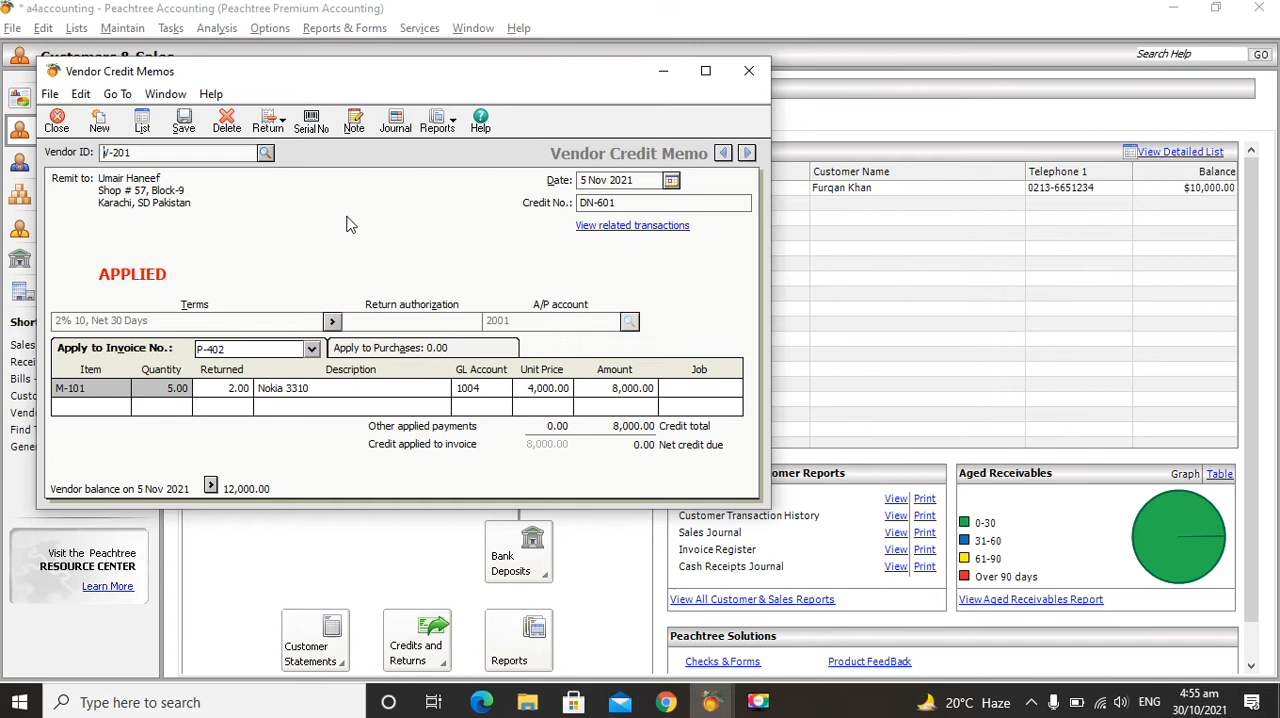 * a4accounting - Peachtree Accounting (Peachtree Premium Accounting)
File Edit Lists Maintain Tasks Analysis Options Reports & Forms Services Window Help
Search Help GO
Vendor Credit Memos
File Edit Go To Window Help
Close New List Save Delete Return Serial No Note Journal Reports Help
Vendor ID: V-201
Vendor Credit Memo
View Detailed List
Customer Name Telephone 1 Balance
Furqan Khan 0213-6651234 $10,000.00
Remit to: Umair Haneef
Shop # 57, Block-9
Karachi, SD Pakistan
Date: 5 Nov 2021
Credit No.: DN-601
View related transactions
APPLIED
Terms Return authorization A/P account
2% 10, Net 30 Days 2001
Apply to Invoice No.: P-402 Apply to Purchases: 0.00
Item Quantity Returned Description GL Account Unit Price Amount Job
M-101 5.00 2.00 Nokia 3310 1004 4,000.00 8,000.00
Other applied payments 0.00 8,000.00 Credit total
Credit applied to invoice 8,000.00 0.00 Net credit due
Vendor balance on 5 Nov 2021 12,000.00
Shor
Sales
Recei
Bills -
Custo
Vend
Find T
Gener
Visit the Peachtree
RESOURCE CENTER
Learn More
Bank
Deposits
Customer
Statements
Credits and
Returns
Reports
omer Reports
View Print
Customer Transaction History View Print
Sales Journal View Print
Invoice Register View Print
Cash Receipts Journal View Print
View All Customer & Sales Reports
Aged Receivables Graph Table
0-30
31-60
61-90
Over 90 days
View Aged Receivables Report
Peachtree Solutions
Checks & Forms Product FeedBack
Type here to search
20°C Haze ENG
4:55 am
30/10/2021